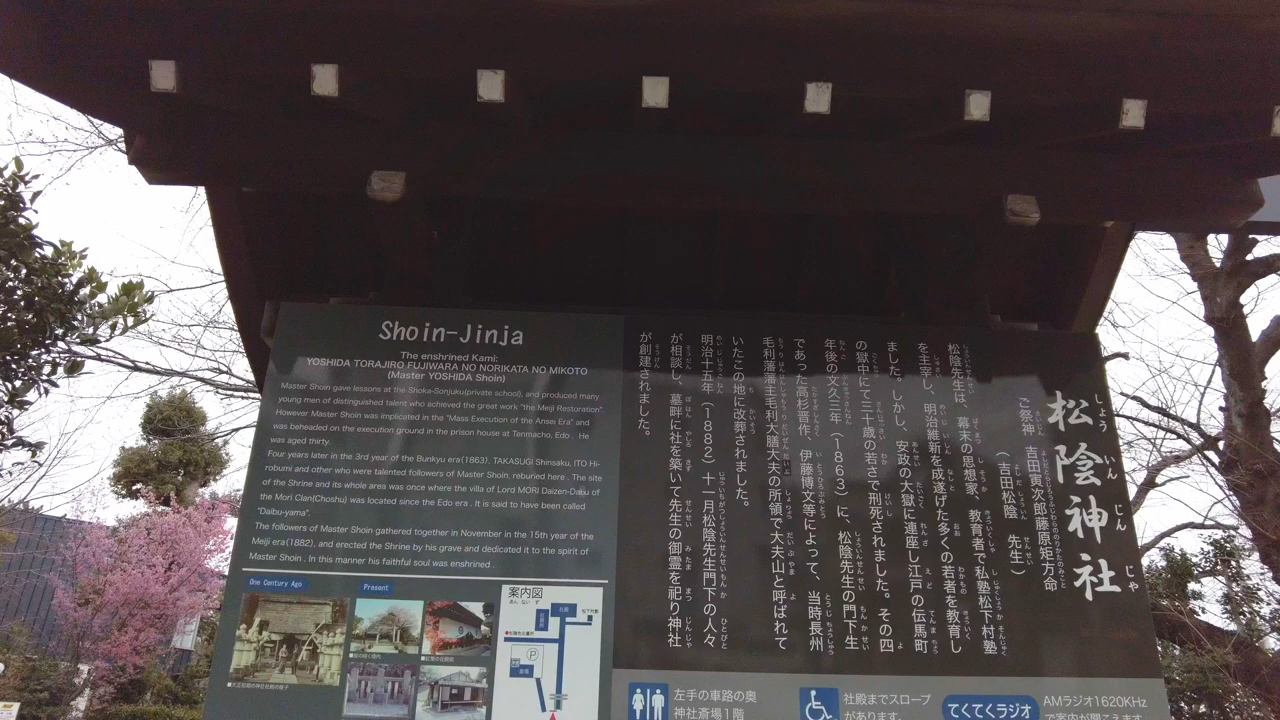 Shoin-Jinja
The enshrined Kami:
YOSHIDA TORAJIRO FUJIWARA NO NORIKATA NO MIKOTO
(Master YOSHIDA Shoin)
Master Shoin gave lessons at the Shoka-Sonjuku(private school), and produced many
young men of distinguished talent who achieved the great work "the Meiji Restoration".
However Master Shoin was implicated in the "Mass Execution of the Ansei Era" and
was beheaded on the execution ground in the prison house at Tenmacho, Edo . He
was aged thirty.
Four years later in the 3rd year of the Bunkyu era(1863), TAKASUGI Shinsaku, ITO Hi-
robumi and other who were talented followers of Master Shoin, reburied here . The site
of the Shrine and its whole area was once where the villa of Lord MORI Daizen-Daibu of
the Mori Clan(Choshu) was located since the Edo era . It is said to have been called
"Daibu-yama".
The followers of Master Shoin gathered together in November in the 15th year of the
Meiji era(1882), and erected the Shrine by his grave and dedicated it to the spirit of
Master Shoin . In this manner his faithful soul was enshrined .
One Century Ago
Present
案内図
あん ない ず
松陰神社
しょう いん じん じゃ
ご祭神 吉田寅次郎藤原矩方命
(吉田松陰 先生)
松陰先生は、幕末の思想家、教育者で私塾松下村塾
を主宰し、明治維新を成遂げた多くの若者を教育し
ました。しかし、安政の大獄に連座し江戸の伝馬町
の獄中にて三十歳の若さで刑死されました。その四
年後の文久三年(1863)に、松陰先生の門下生
であった高杉晋作、伊藤博文等によって、当時長州
毛利藩藩主毛利大膳大夫の所領で大夫山と呼ばれて
いたこの地に改葬されました。
明治十五年(1882)十一月松陰先生門下の人々
が相談し、墓畔に社を築いて先生の御霊を祀り神社
が創建されました。
左手の車路の奥
神社斎場1階
社殿までスロープ
があります。
てくてくラジオ
AMラジオ1620KHz
で案内が聞こえます